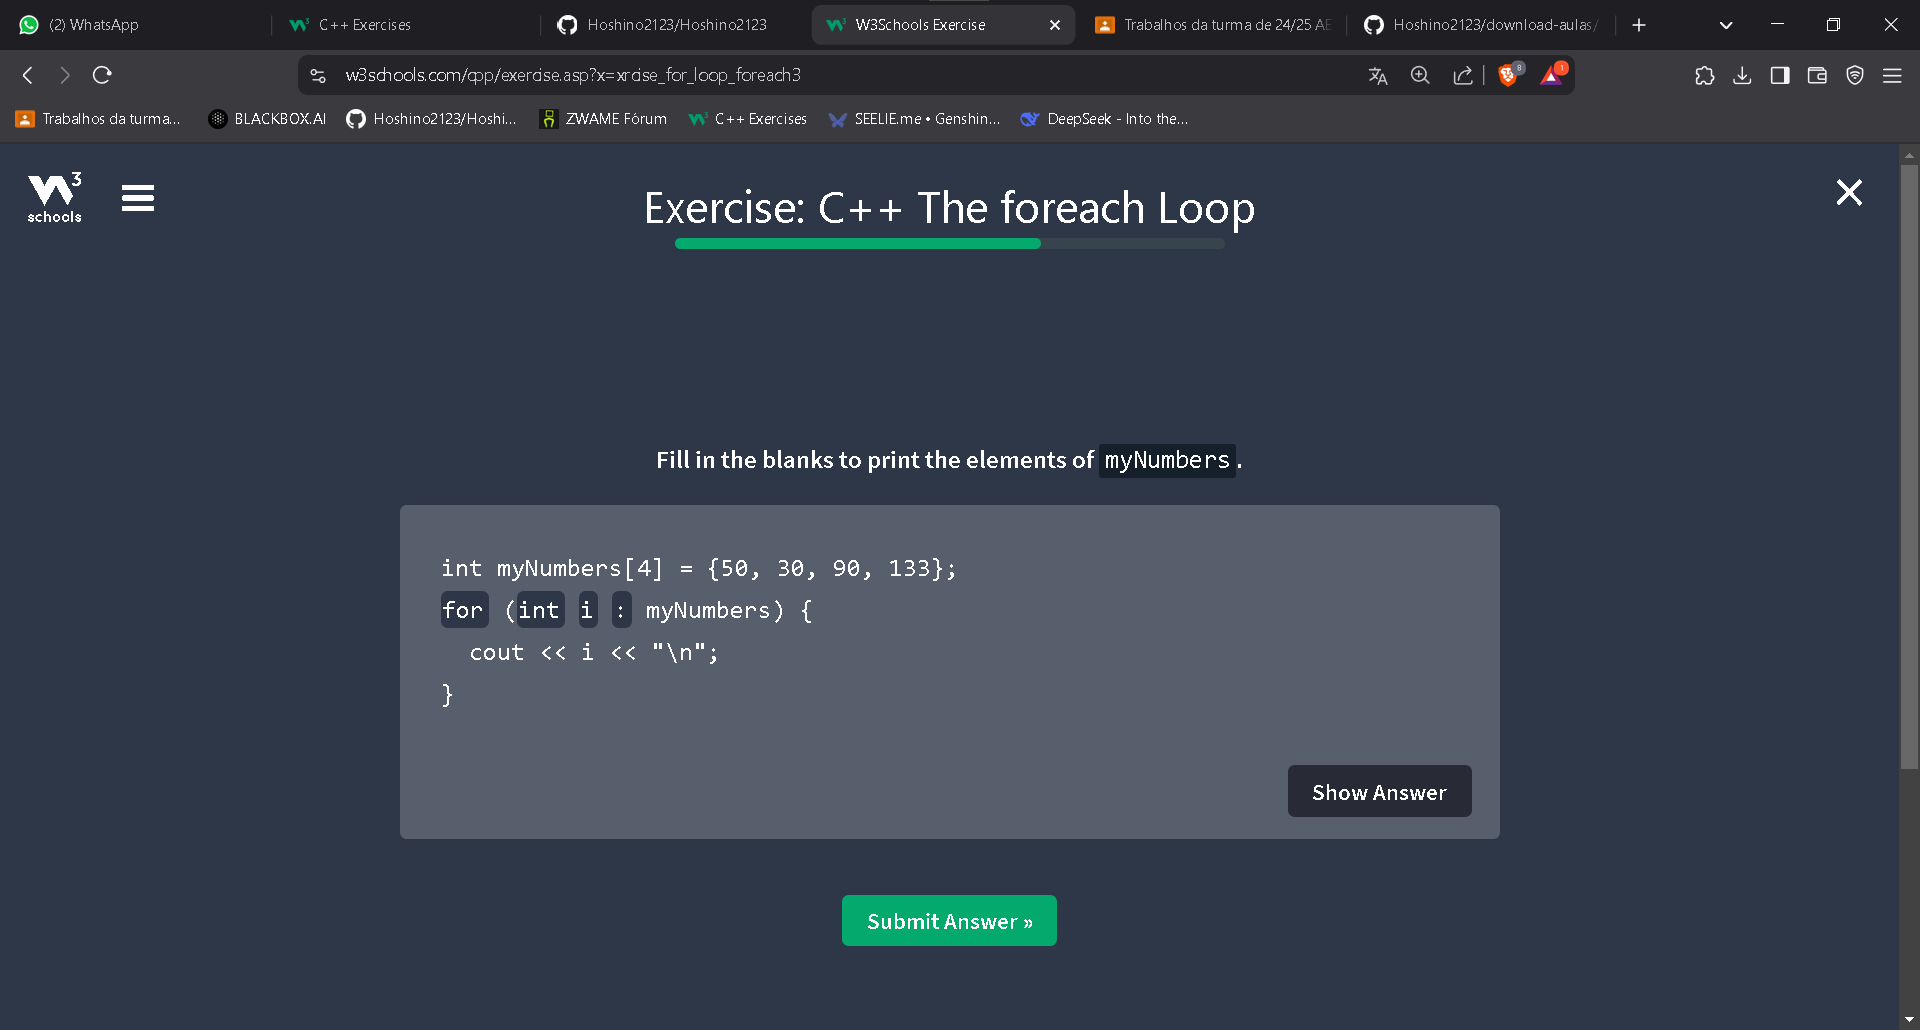 (2) WhatsApp
C++ Exercises
Hoshino2123/Hoshino2123
W3Schools Exercise
Trabalhos da turma de 24/25 AE
Hoshino2123/download-aulas/
w3schools.com/cpp/exercise.asp?x=xrcise_for_loop_foreach3
8
1
Trabalhos da turma...
BLACKBOX.AI
Hoshino2123/Hoshi...
ZWAME Fórum
C++ Exercises
SEELIE.me • Genshin...
DeepSeek - Into the...
W3
schools
Exercise: C++ The foreach Loop
Fill in the blanks to print the elements of myNumbers.
int myNumbers[4] = {50, 30, 90, 133};
for (int i : myNumbers) {
cout << i << "\n";
}
Show Answer
Submit Answer »